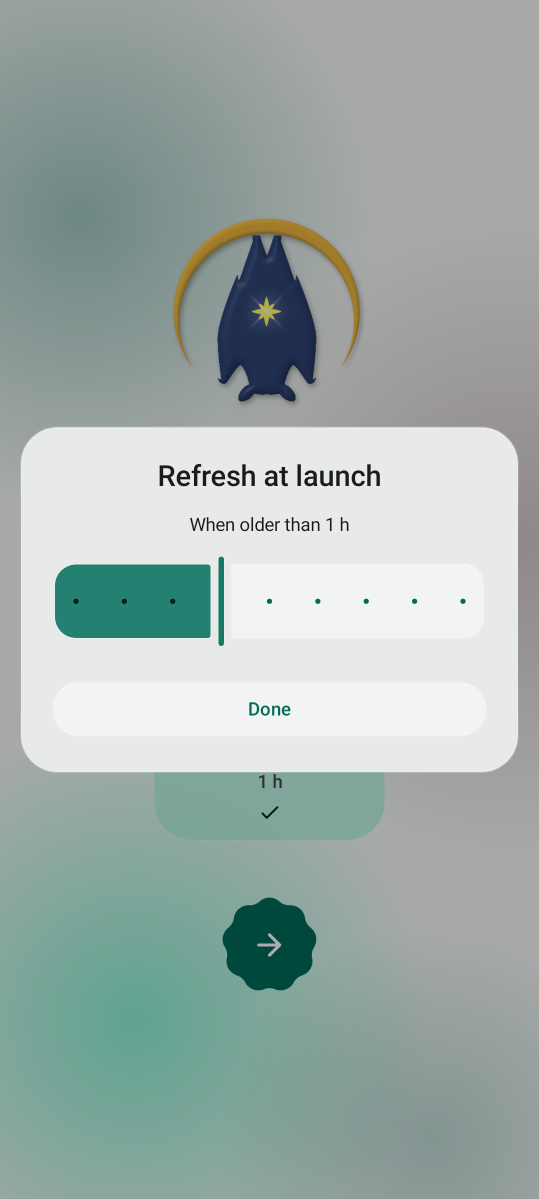 Refresh at launch
When older than 1 h
Done
1 h